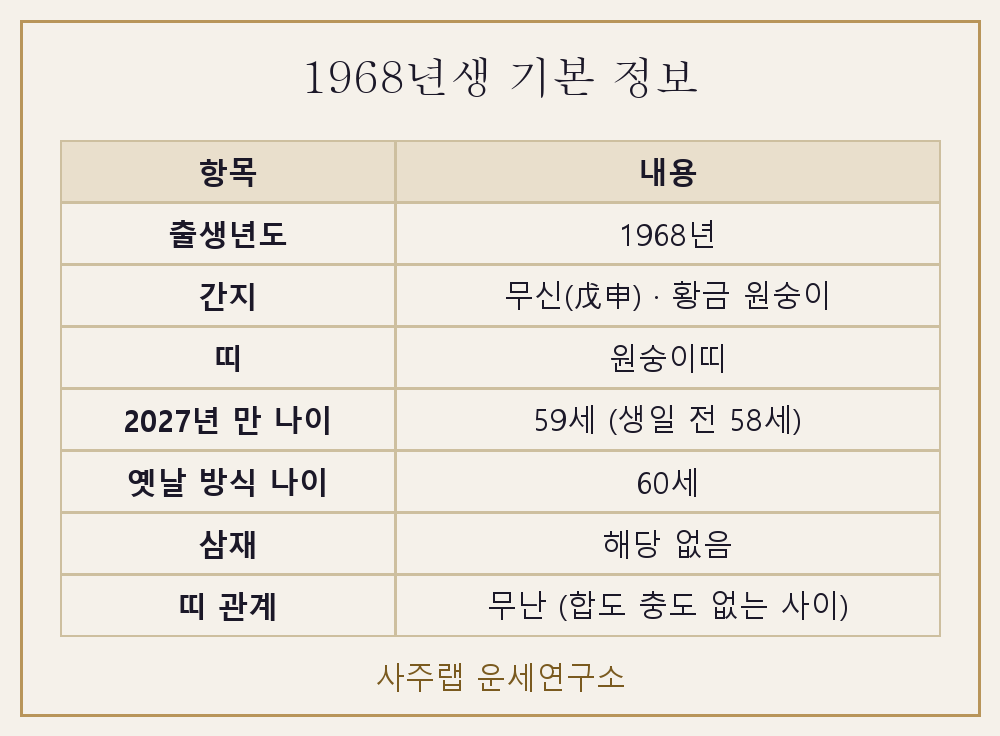 1968년생 기본 정보
항목 내용
출생년도 1968년
간지 무신(戊申) · 황금 원숭이
띠 원숭이띠
2027년 만 나이 59세 (생일 전 58세)
옛날 방식 나이 60세
삼재 해당 없음
띠 관계 무난 (합도 충도 없는 사이)
사주랩 운세연구소